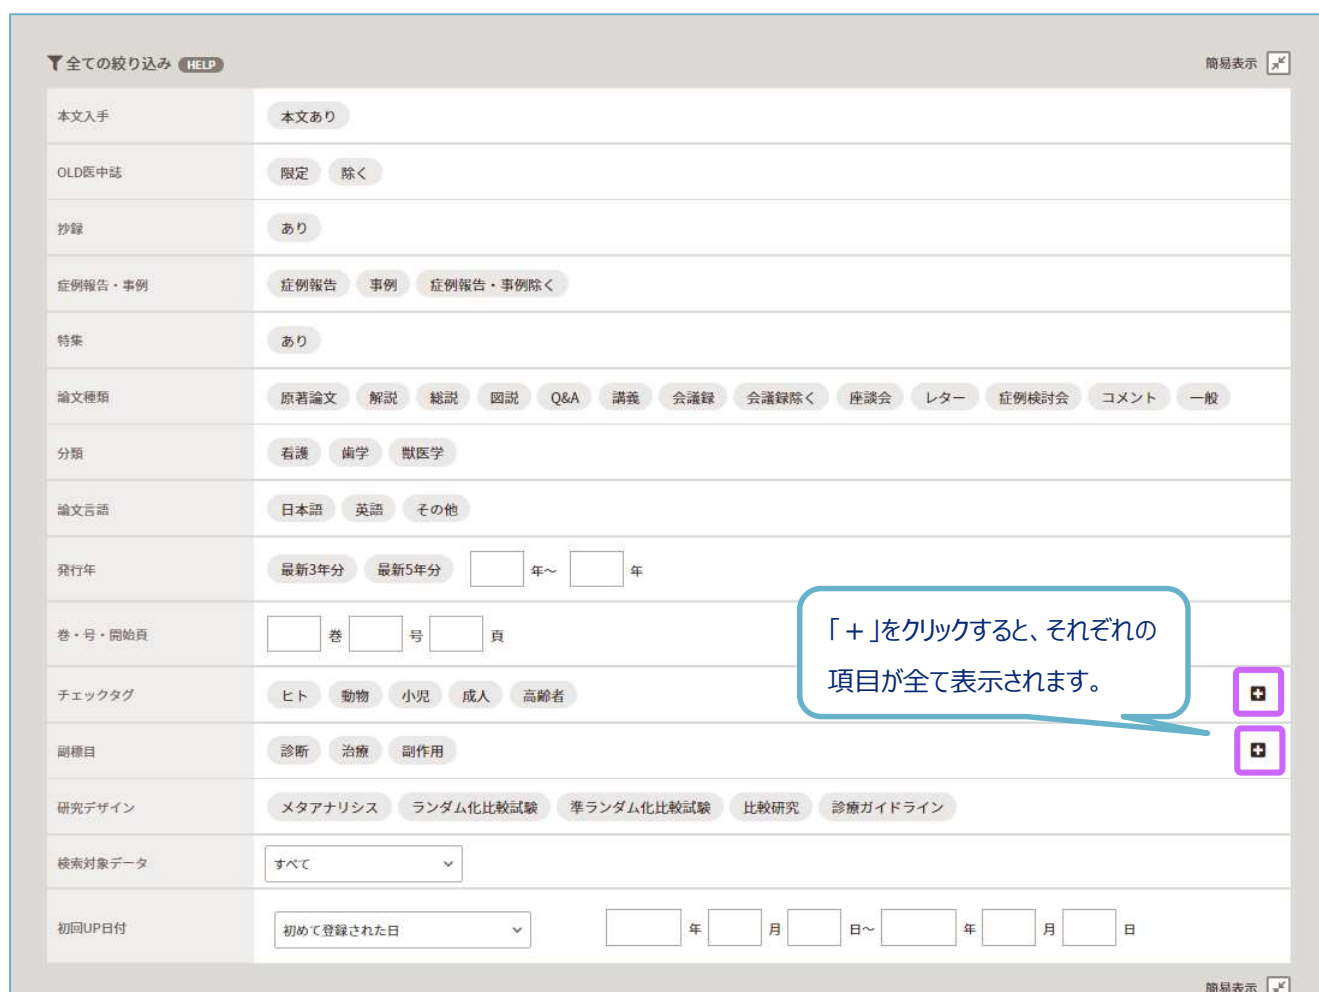 全ての絞り込み HELP 簡易表示
本文入手 本文あり
OLD医中誌 限定 除く
抄録 あり
症例報告・事例 症例報告 事例 症例報告・事例除く
特集 あり
論文種類 原著論文 解説 総説 図説 Q&A 講義 会議録 会議録除く 座談会 レター 症例検討会 コメント 一般
分類 看護 歯学 獣医学
論文言語 日本語 英語 その他
発行年 最新3年分 最新5年分 年～ 年
巻・号・開始頁 巻 号 頁
「+」をクリックすると、それぞれの
項目が全て表示されます。
チェックタグ ヒト 動物 小児 成人 高齢者
副標目 診断 治療 副作用
研究デザイン メタアナリシス ランダム化比較試験 準ランダム化比較試験 比較研究 診療ガイドライン
検索対象データ すべて
初回UP日付 初めて登録された日 年 月 日～ 年 月 日
簡易表示